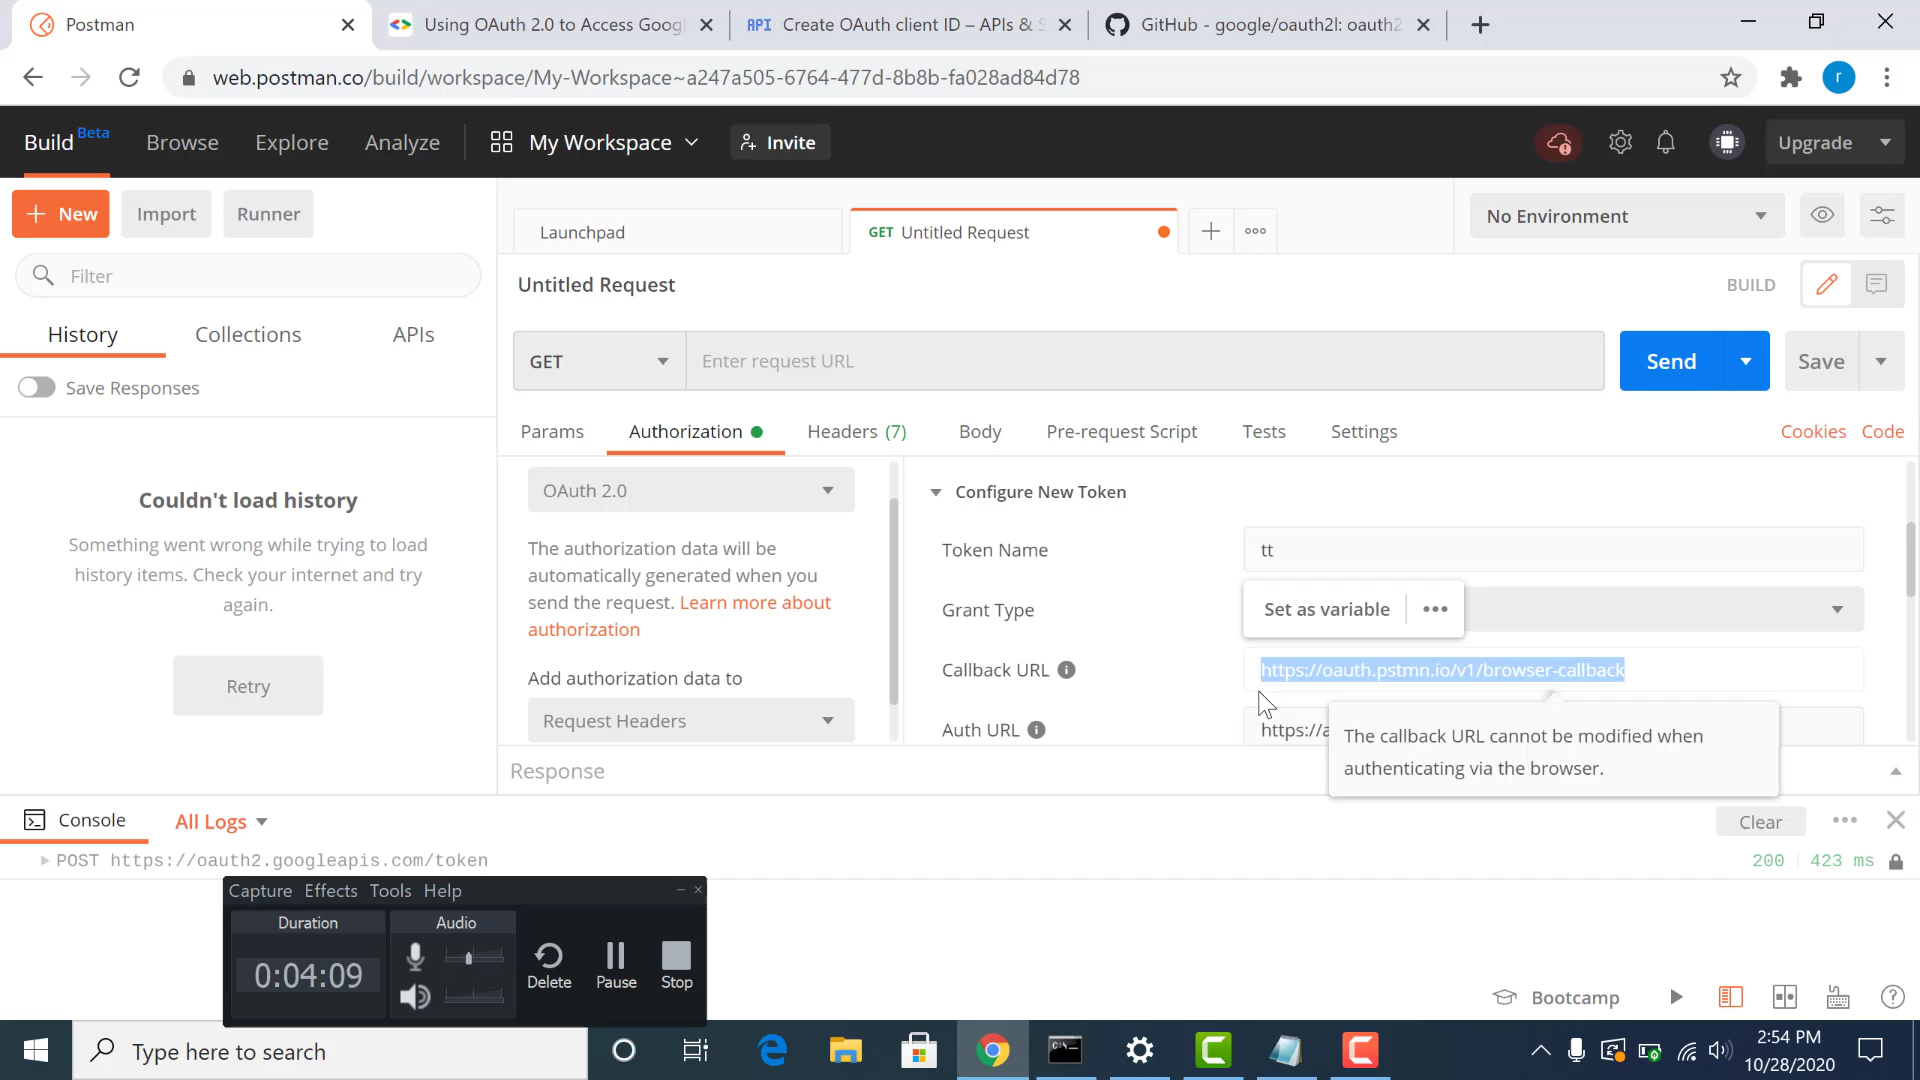 Postman
Using OAuth 2.0 to Access Goog
API Create OAuth client ID – APIs &
GitHub - google/oauth2l: oauth2
web.postman.co/build/workspace/My-Workspace~a247a505-6764-477d-8b8b-fa028ad84d78
r
Build Beta
Browse
Explore
Analyze
My Workspace
Invite
Upgrade
New
Import
Runner
Launchpad
GET Untitled Request
No Environment
Filter
Untitled Request
BUILD
History
Collections
APIs
GET
Enter request URL
Send
Save
Save Responses
Params
Authorization
Headers (7)
Body
Pre-request Script
Tests
Settings
Cookies
Code
Couldn't load history
Something went wrong while trying to load
history items. Check your internet and try
again.
Retry
OAuth 2.0
The authorization data will be
automatically generated when you
send the request. Learn more about
authorization
Add authorization data to
Request Headers
Configure New Token
Token Name
tt
Grant Type
Set as variable
Callback URL
https://oauth.pstmn.io/v1/browser-callback
Auth URL
https://a
The callback URL cannot be modified when
authenticating via the browser.
Response
Console
All Logs
Clear
POST https://oauth2.googleapis.com/token
200
423 ms
Capture Effects Tools Help
Duration
Audio
0:04:09
Delete
Pause
Stop
Bootcamp
Type here to search
2:54 PM
10/28/2020